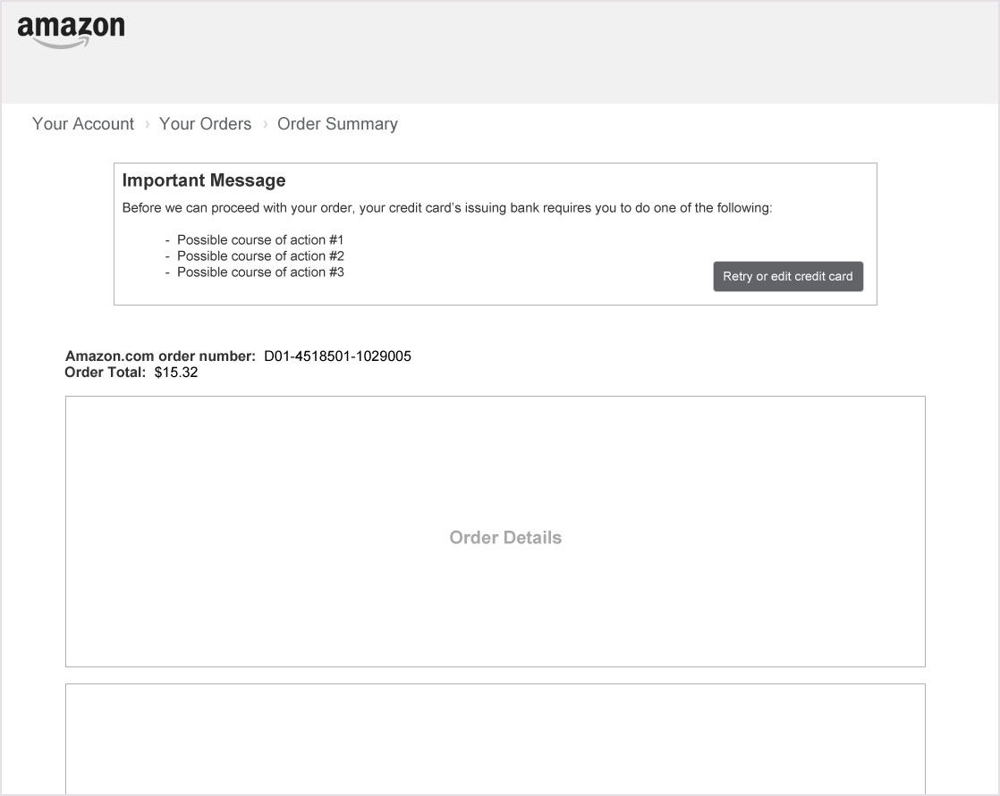 amazon
Your Account › Your Orders › Order Summary
Important Message
Before we can proceed with your order, your credit card’s issuing bank requires you to do one of the following:
- Possible course of action #1
- Possible course of action #2
- Possible course of action #3
Retry or edit credit card
Amazon.com order number: D01-4518501-1029005
Order Total: $15.32
Order Details